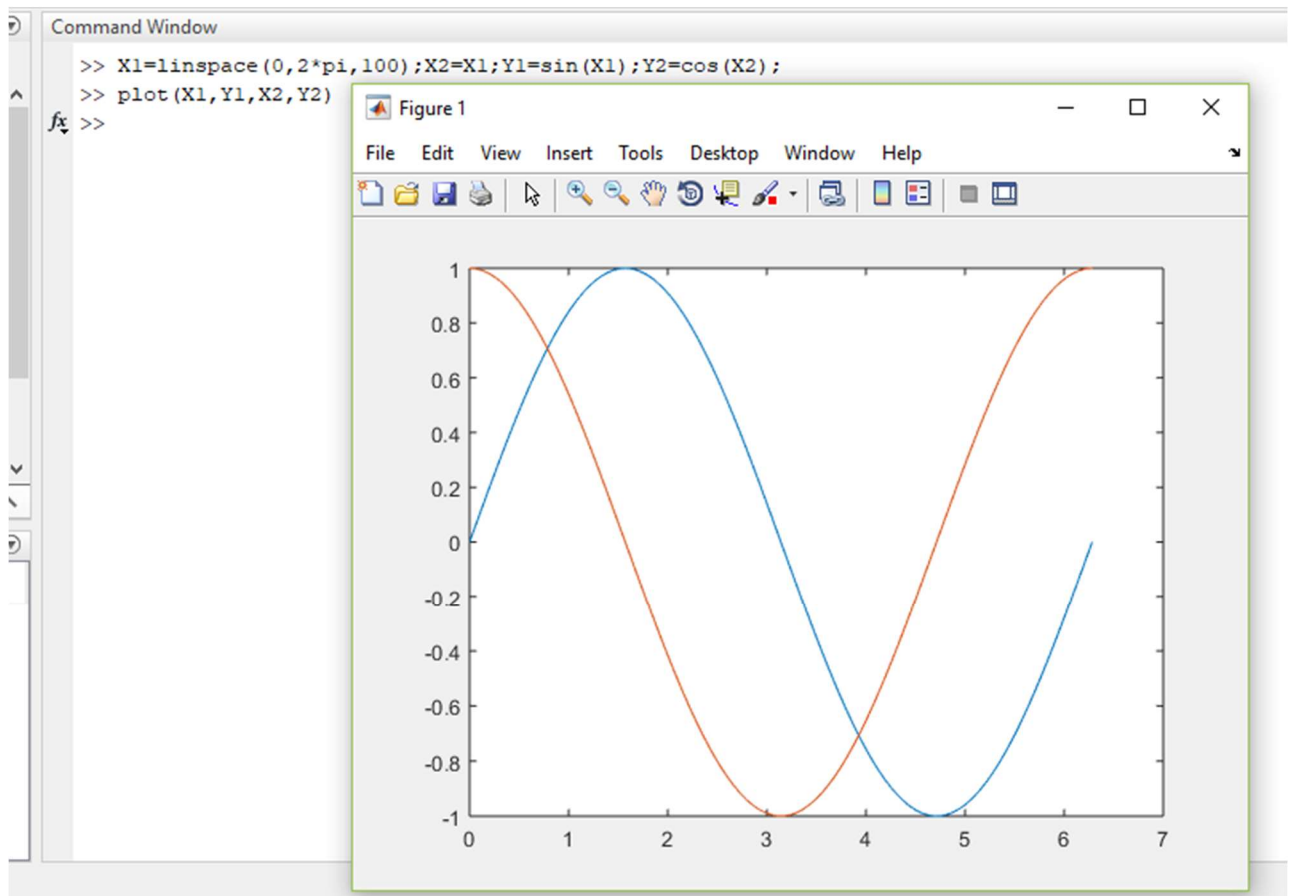 Command Window
>> X1=linspace(0,2*pi,100);X2=X1;Y1=sin(X1);Y2=cos(X2);
>> plot(X1,Y1,X2,Y2)
fx >>
Figure 1
File Edit View Insert Tools Desktop Window Help
1
0.8
0.6
0.4
0.2
0
-0.2
-0.4
-0.6
-0.8
-1
0 1 2 3 4 5 6 7